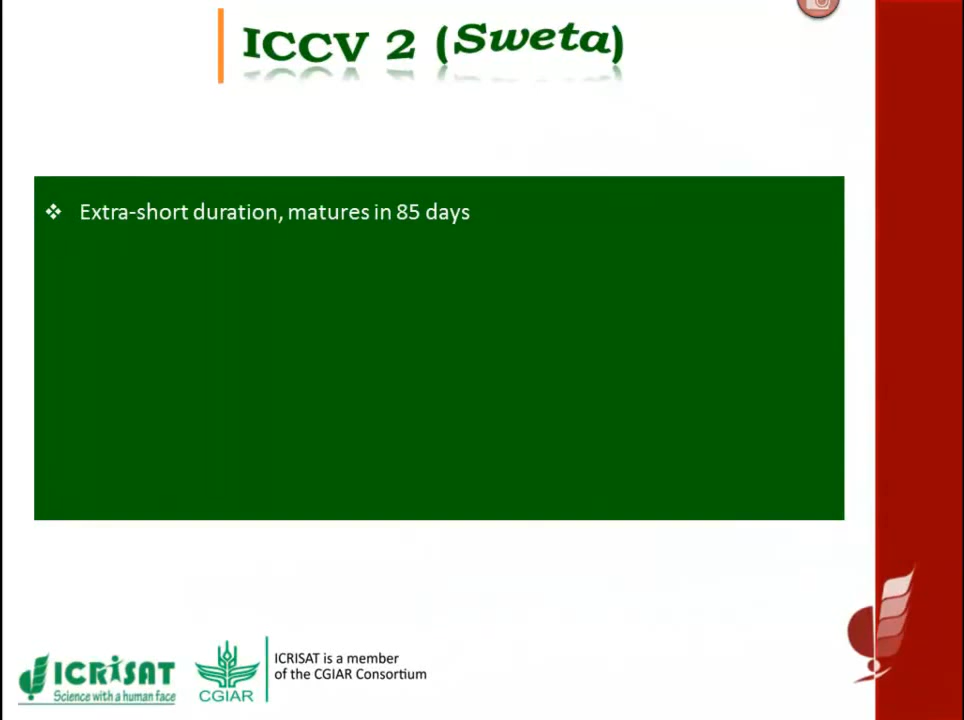 ICCV 2 (Sweta)
❖ Extra-short duration, matures in 85 days
ICRISAT
Science with a human face
CGIAR
ICRISAT is a member
of the CGIAR Consortium